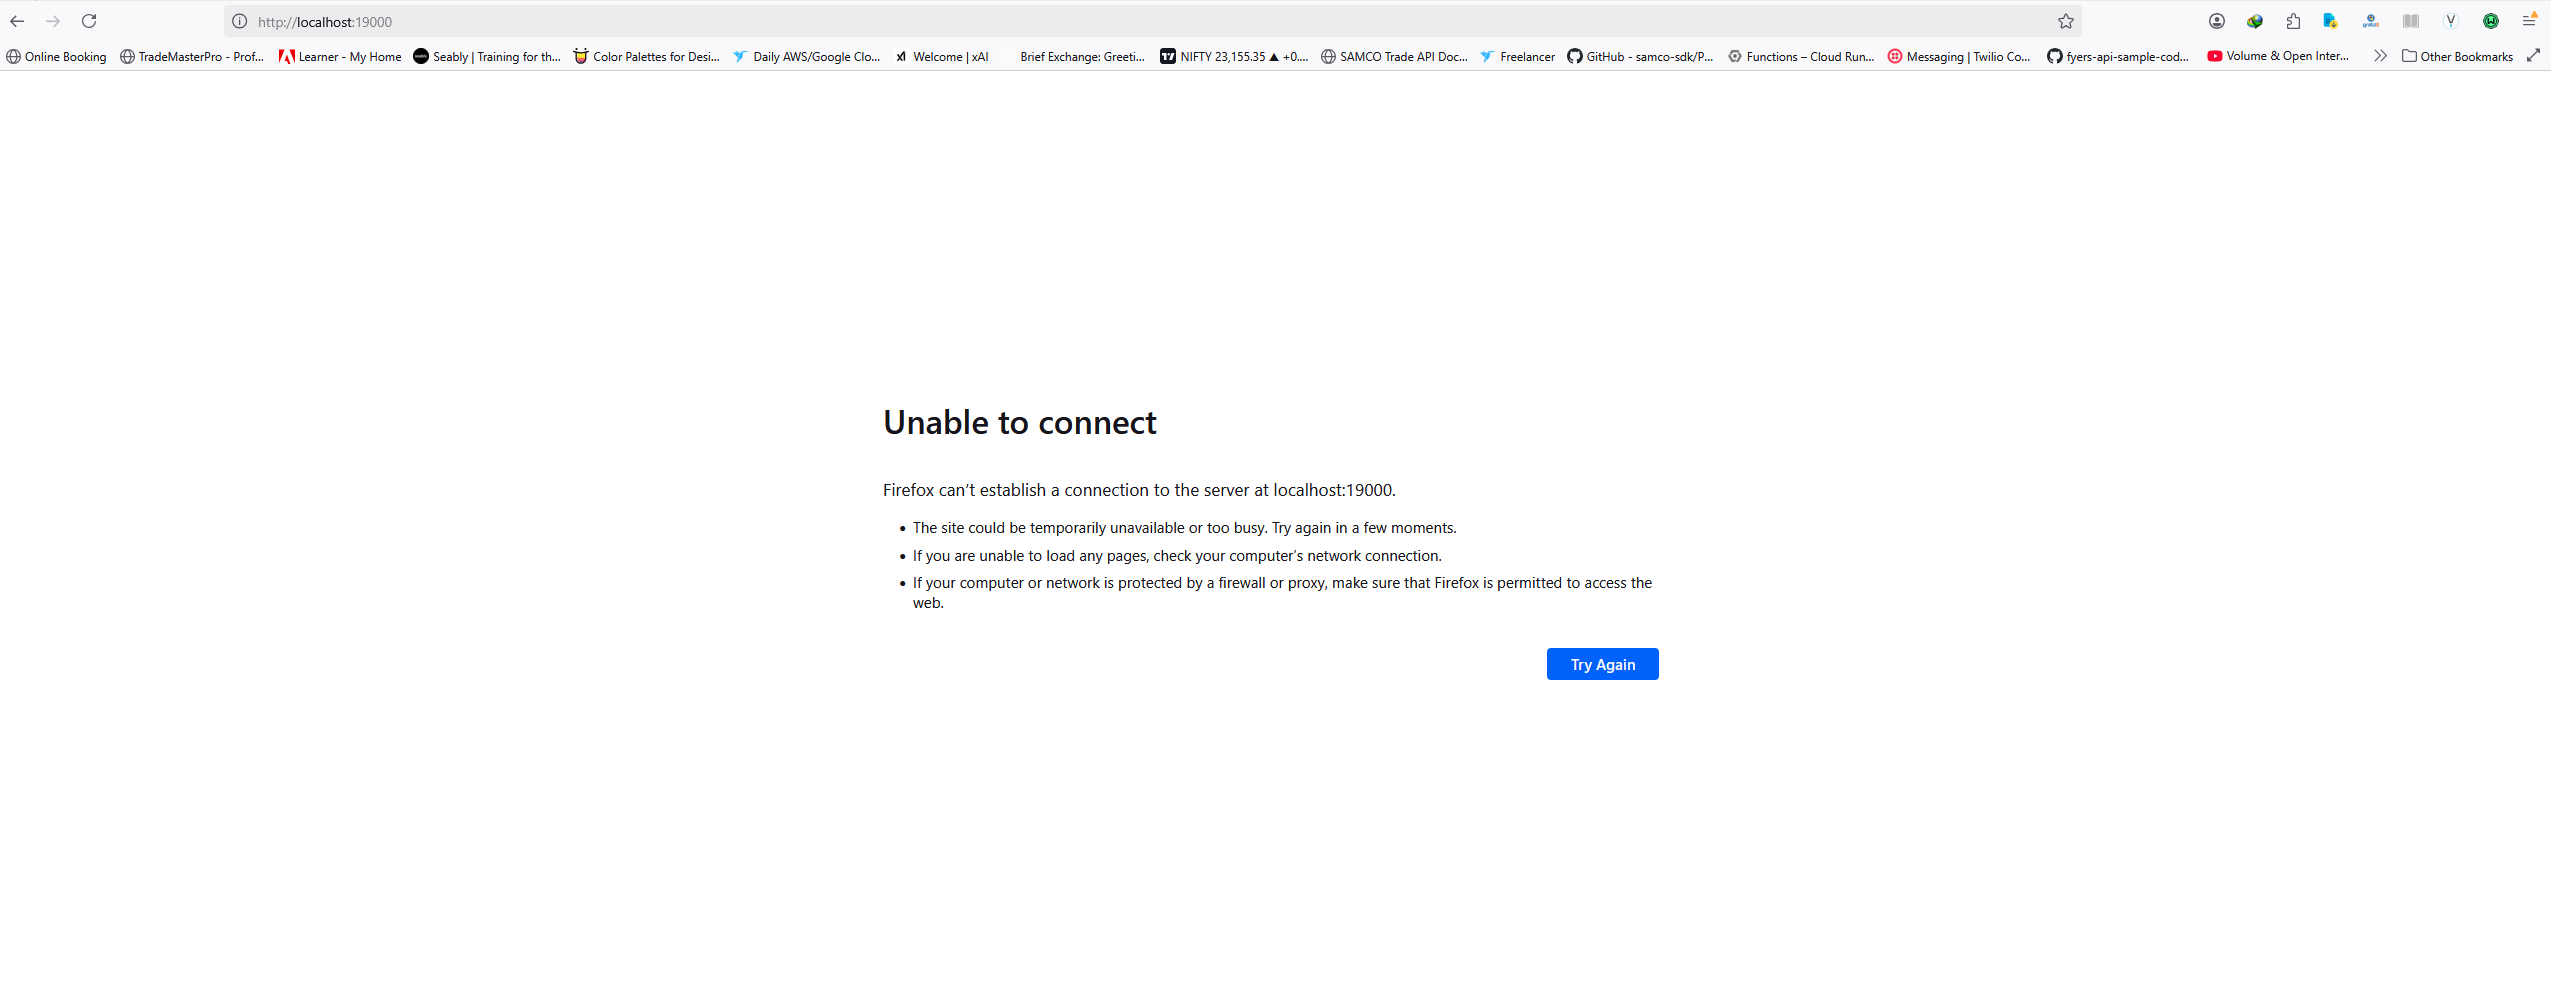 http://localhost:19000
Online Booking TradeMasterPro - Prof... Learner - My Home Seably | Training for th... Color Palettes for Desi... Daily AWS/Google Clo... Welcome | xAI Brief Exchange: Greeti... NIFTY 23,155.35 ▲ +0.... SAMCO Trade API Doc... Freelancer GitHub - samco-sdk/P... Functions – Cloud Run... Messaging | Twilio Co... fyers-api-sample-cod... Volume & Open Inter... Other Bookmarks
Unable to connect
Firefox can’t establish a connection to the server at localhost:19000.
• The site could be temporarily unavailable or too busy. Try again in a few moments.
• If you are unable to load any pages, check your computer’s network connection.
• If your computer or network is protected by a firewall or proxy, make sure that Firefox is permitted to access the
web.
Try Again